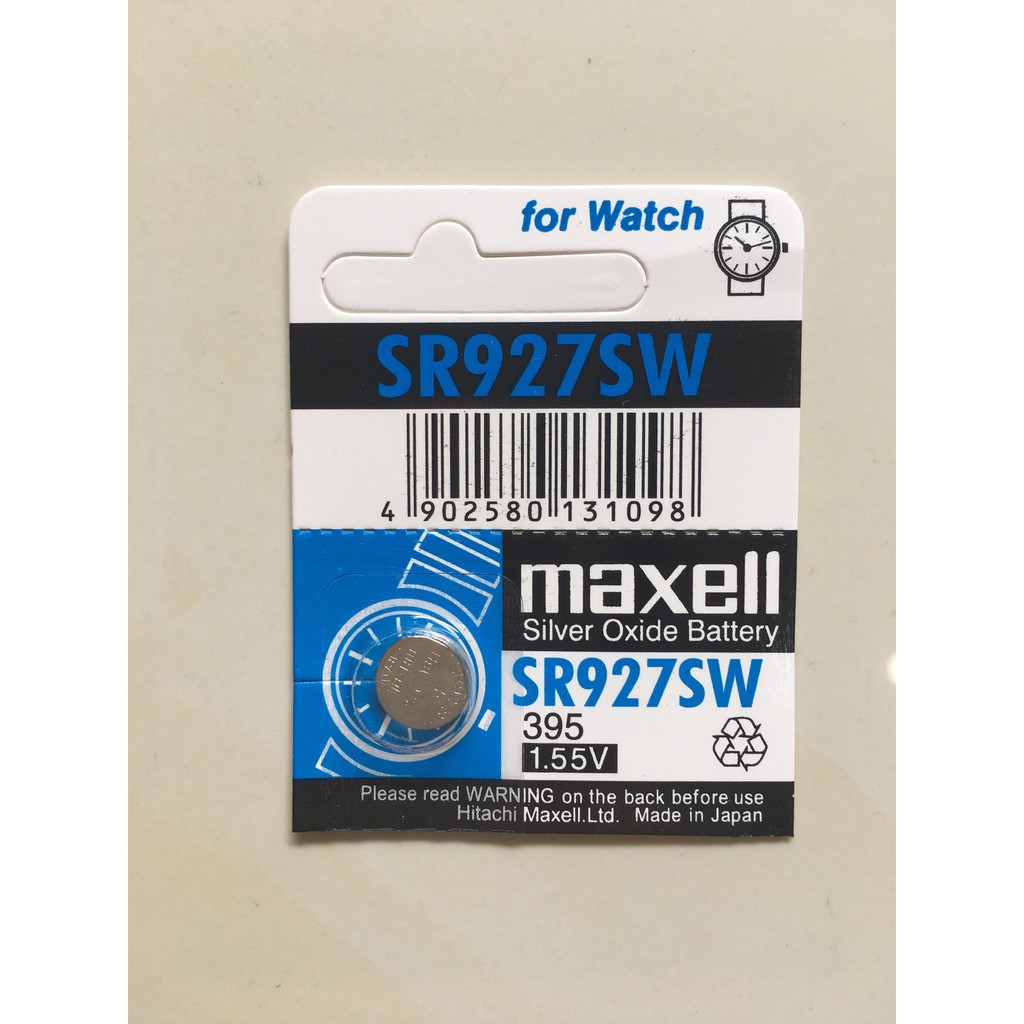 for Watch
SR927SW
4 902580 131098
maxell
Silver Oxide Battery
SR927SW
395
1.55V
Please read WARNING on the back before use
Hitachi Maxell.Ltd. Made in Japan